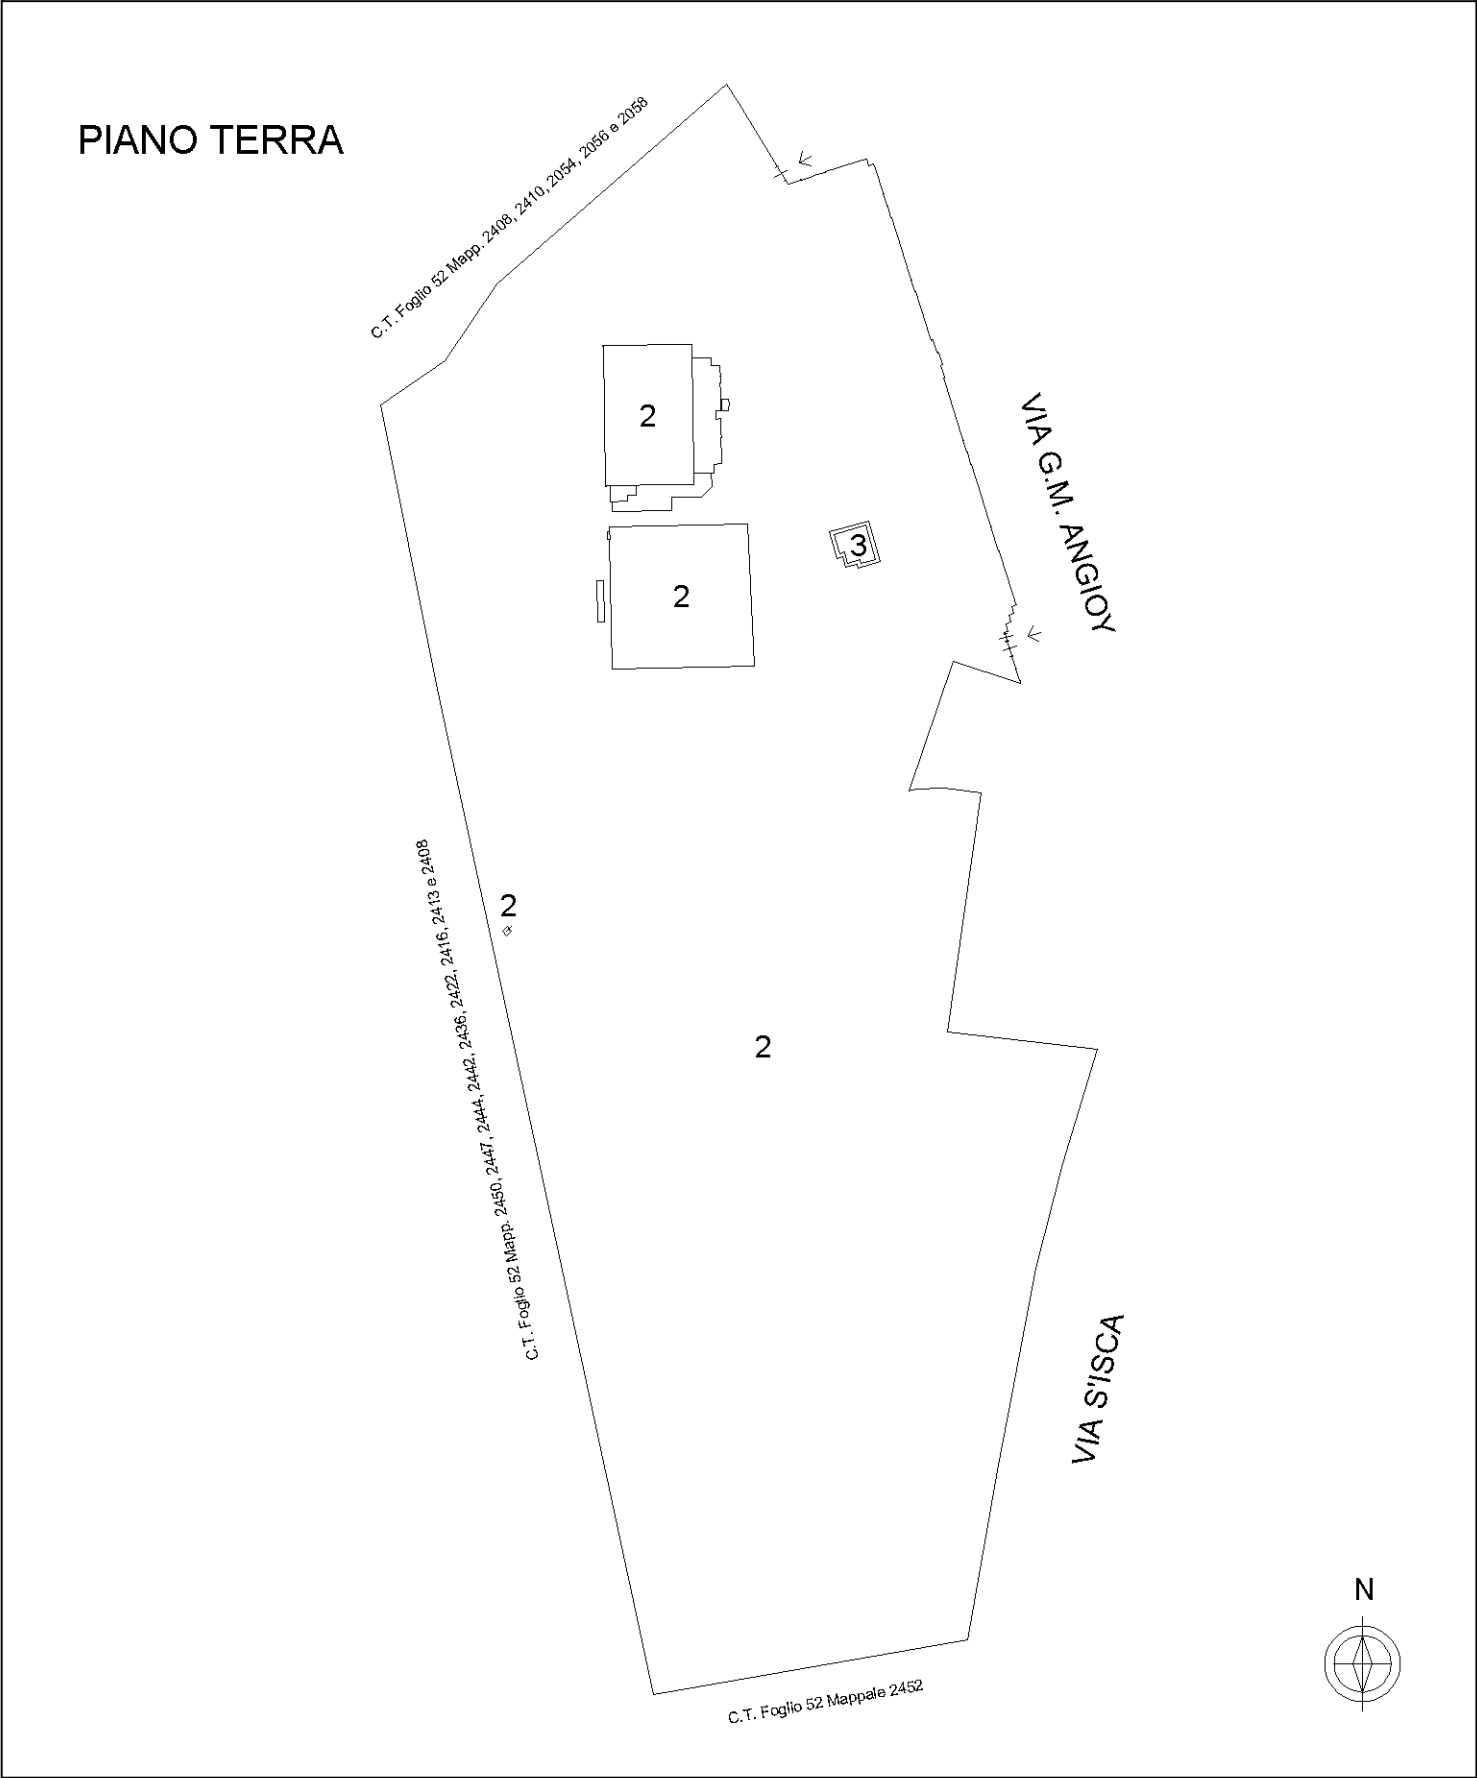 PIANO TERRA
C.T. Foglio 52 Mapp. 2408, 2410, 2054, 2056 e 2058
2
VIA G.M. ANGIOY
3
2
C.T. Foglio 52 Mapp. 2450, 2447, 2444, 2442, 2436, 2422, 2416, 2413 e 2408
2
2
VIA S'ISCA
N
C.T. Foglio 52 Mappale 2452